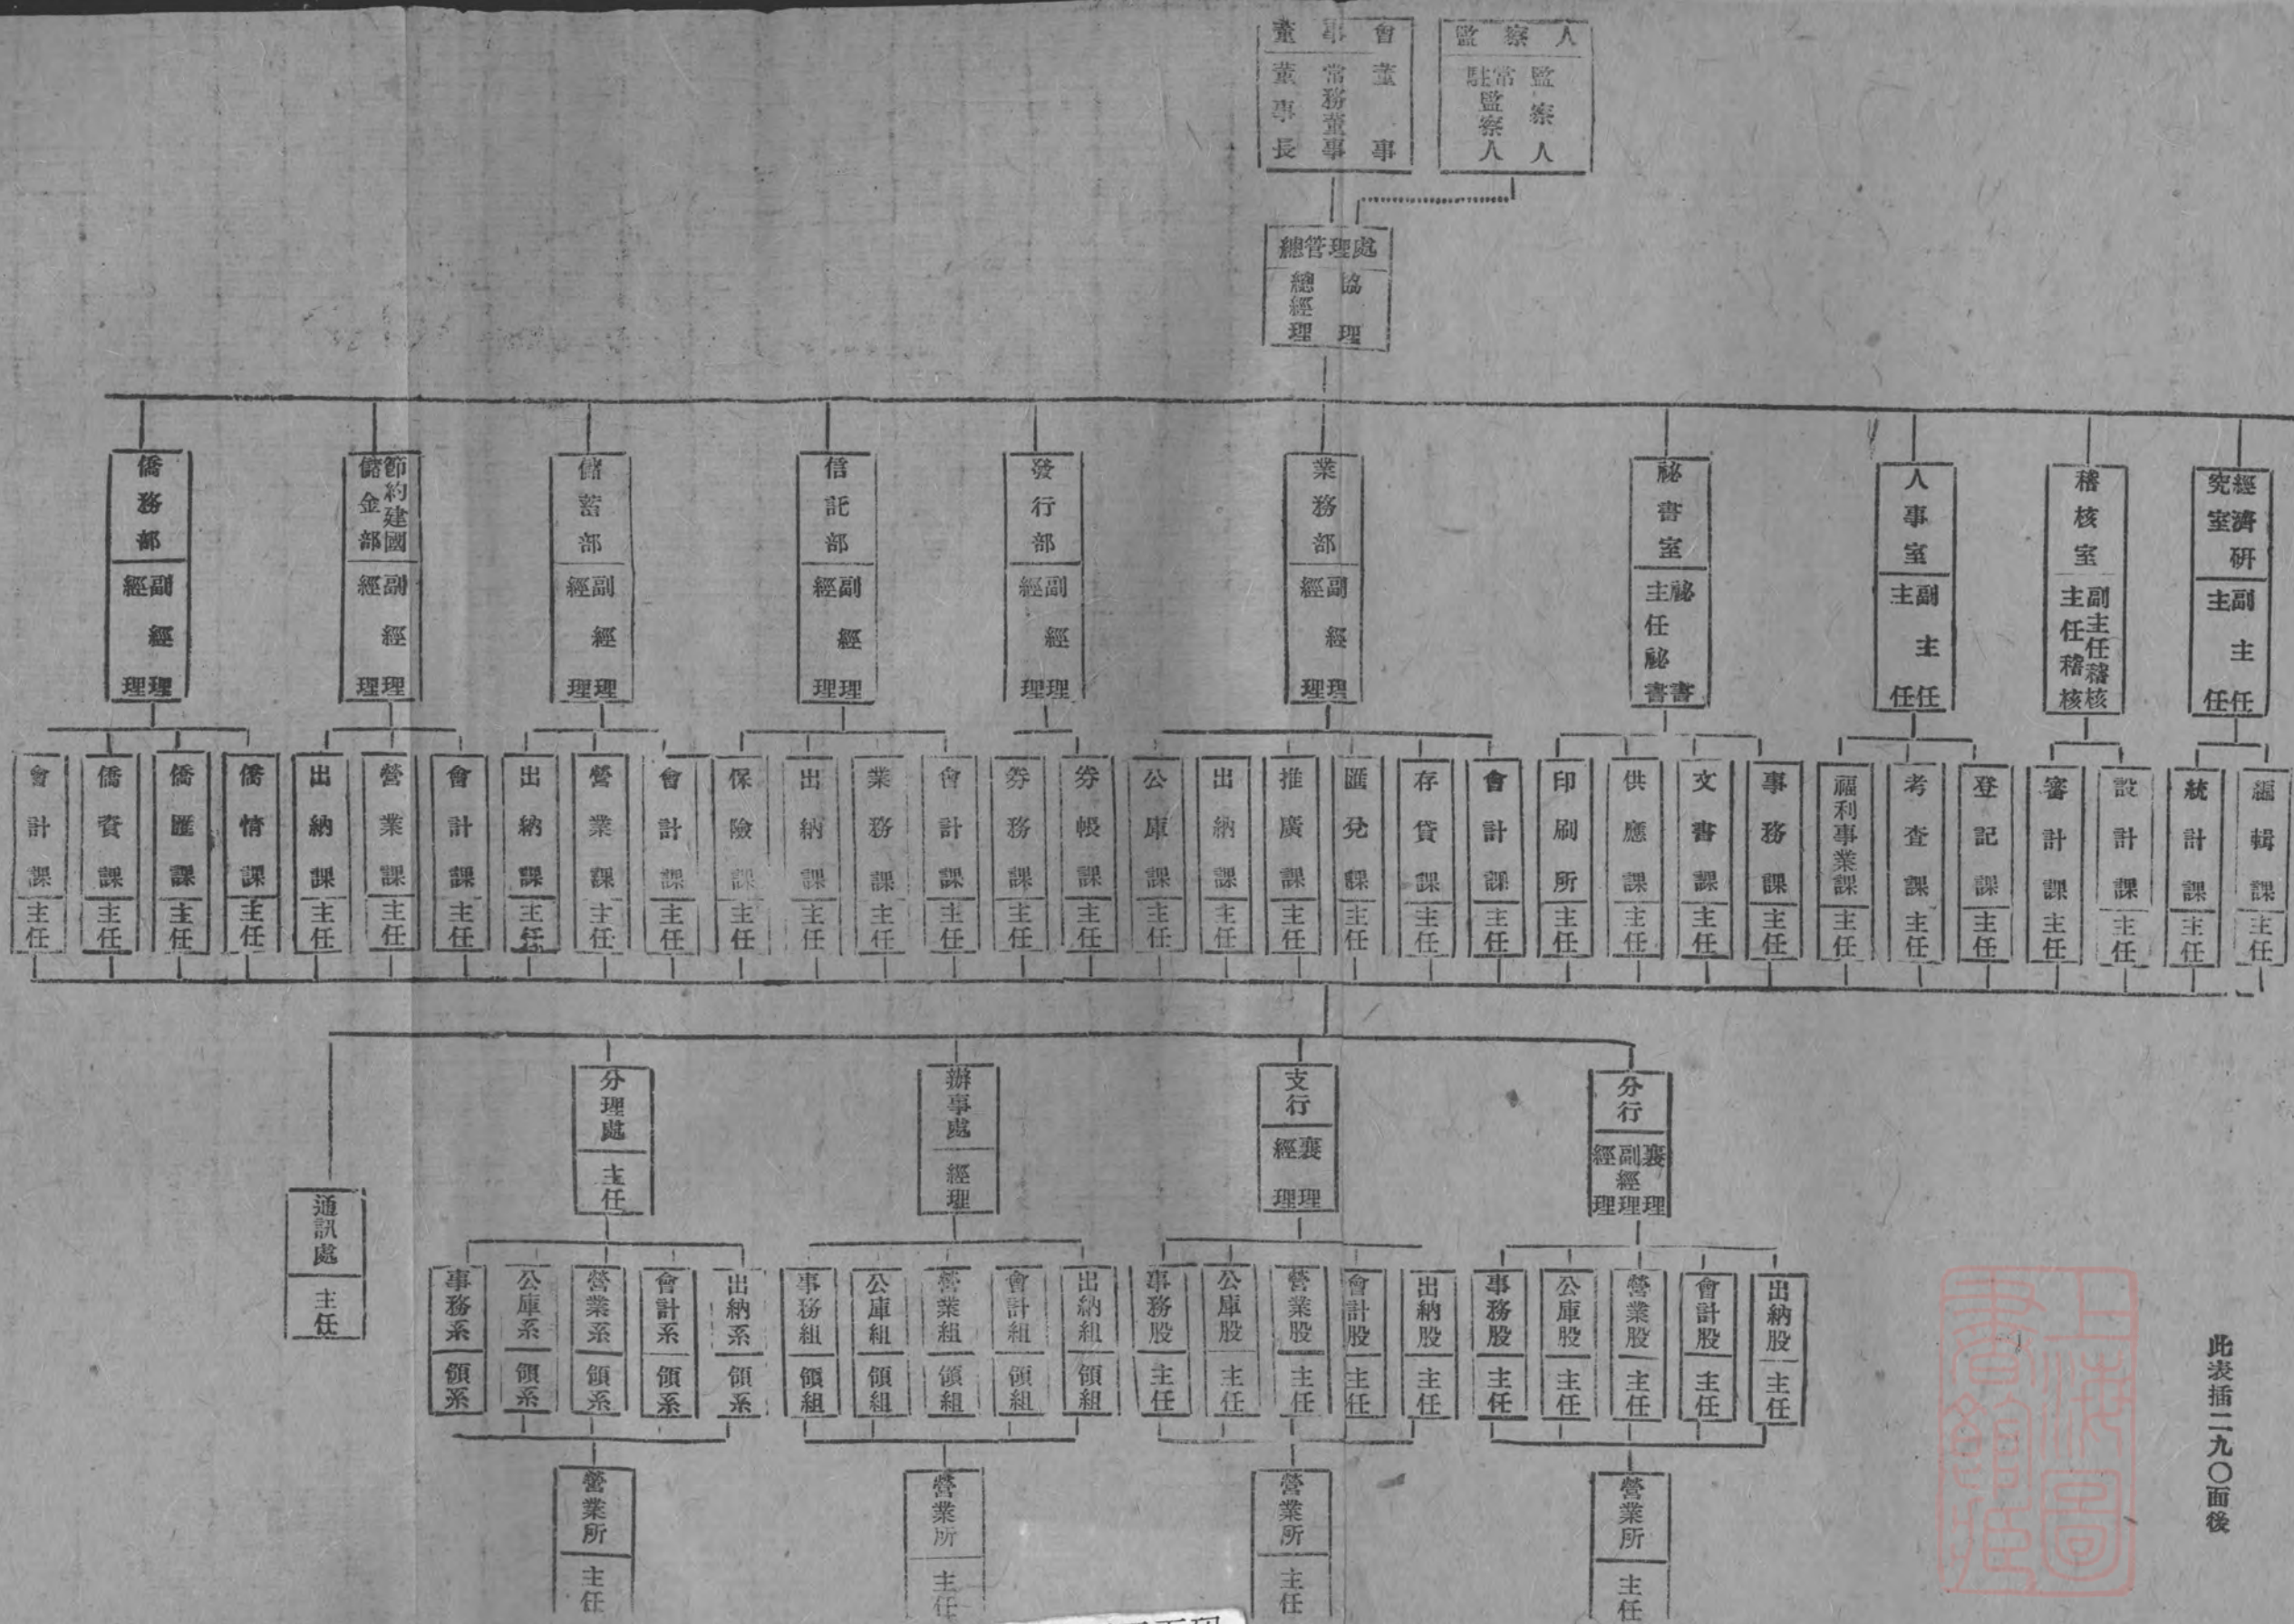 董事會
董事長
常務董事
董事
監察人
常駐監察人
監察人
總管理處
總經理
協理
僑務部
經理
副經理
節約建國儲金部
經理
副經理
儲蓄部
經理
副經理
信託部
經理
副經理
發行部
經理
副經理
業務部
經理
副經理
祕書室
主任祕書
祕書
人事室
主任
副主任
稽核室
主任稽核
副主任稽核
經濟研究室
主任
副主任
會計課 主任
僑資課 主任
僑匯課 主任
僑情課 主任
出納課 主任
營業課 主任
會計課 主任
出納課 主任
營業課 主任
會計課 主任
保險課 主任
出納課 主任
業務課 主任
會計課 主任
券務課 主任
券帳課 主任
公庫課 主任
出納課 主任
推廣課 主任
匯兌課 主任
存貸課 主任
會計課 主任
印刷所 主任
供應課 主任
文書課 主任
事務課 主任
福利事業課 主任
考查課 主任
登記課 主任
審計課 主任
設計課 主任
統計課 主任
編輯課 主任
通訊處 主任
分理處 主任
辦事處 經理
支行
經理
襄理
分行
經理
副經理
襄理
事務系 領系
公庫系 領系
營業系 領系
會計系 領系
出納系 領系
事務組 領組
公庫組 領組
營業組 領組
會計組 領組
出納組 領組
事務股 主任
公庫股 主任
營業股 主任
會計股 主任
出納股 主任
事務股 主任
公庫股 主任
營業股 主任
會計股 主任
出納股 主任
營業所 主任
營業所 主任
營業所 主任
營業所 主任
此表插二九〇面後
上海圖書館藏